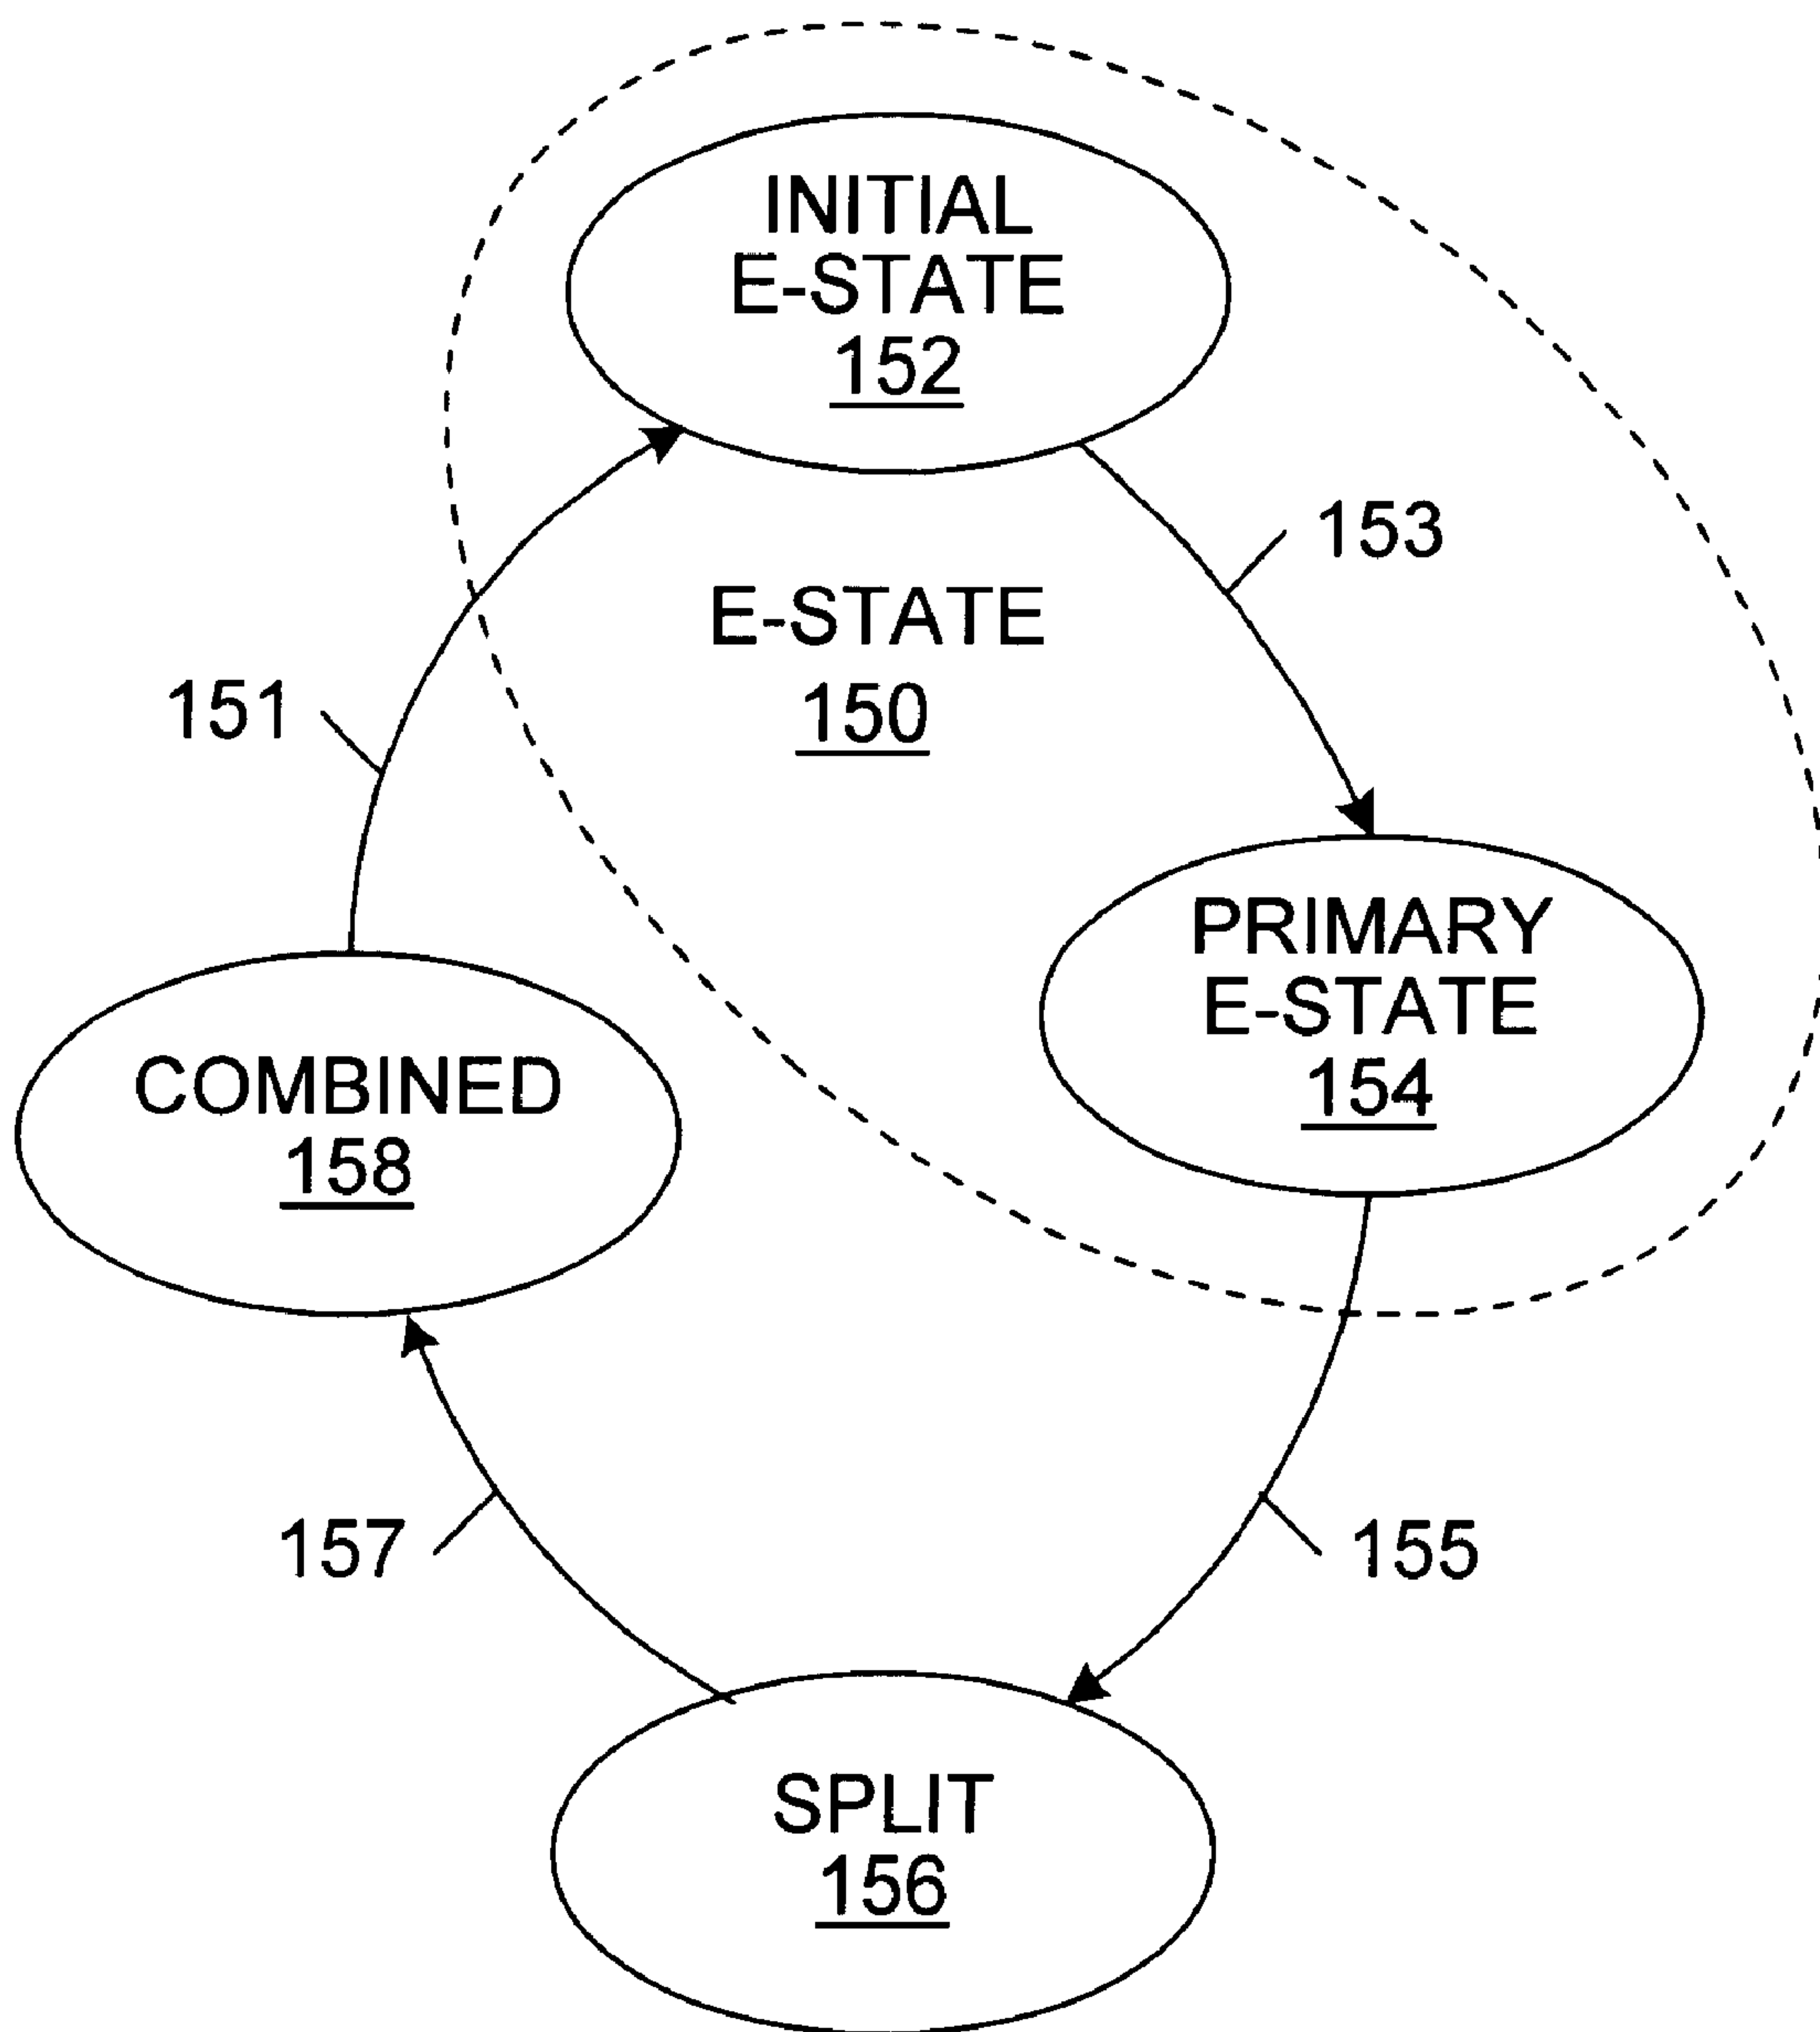 INITIAL
E-STATE
152
153
E-STATE
150
151
PRIMARY
E-STATE
154
COMBINED
158
157
155
SPLIT
156